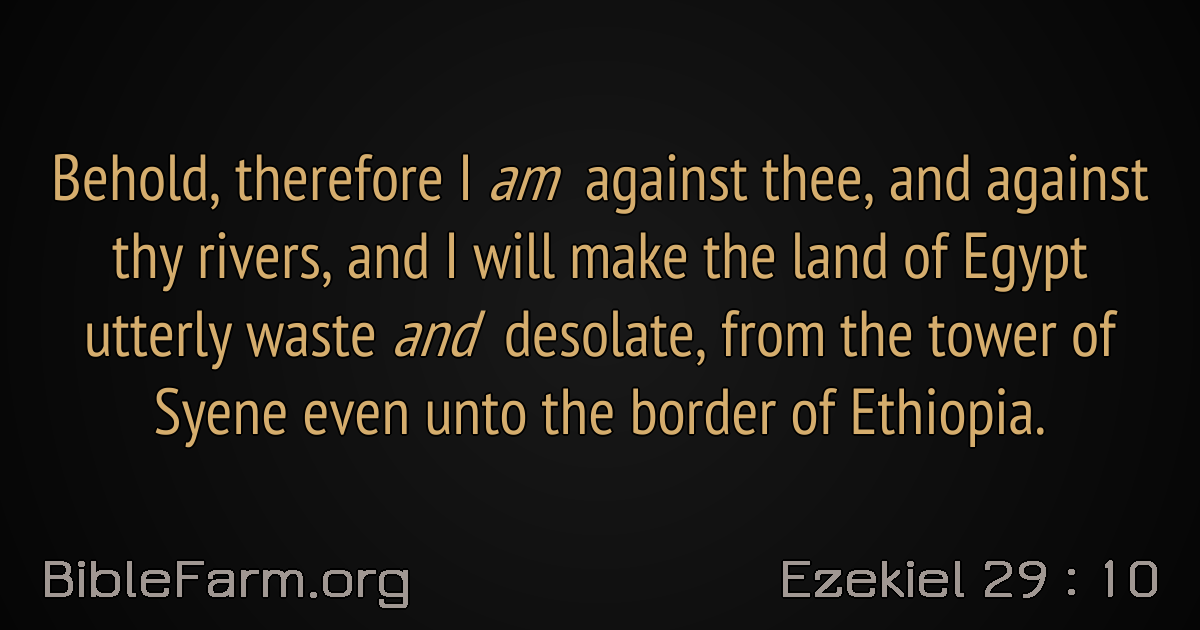 Behold, therefore I am against thee, and against
thy rivers, and I will make the land of Egypt
utterly waste and desolate, from the tower of
Syene even unto the border of Ethiopia.
BibleFarm.org
Ezekiel 29 : 10